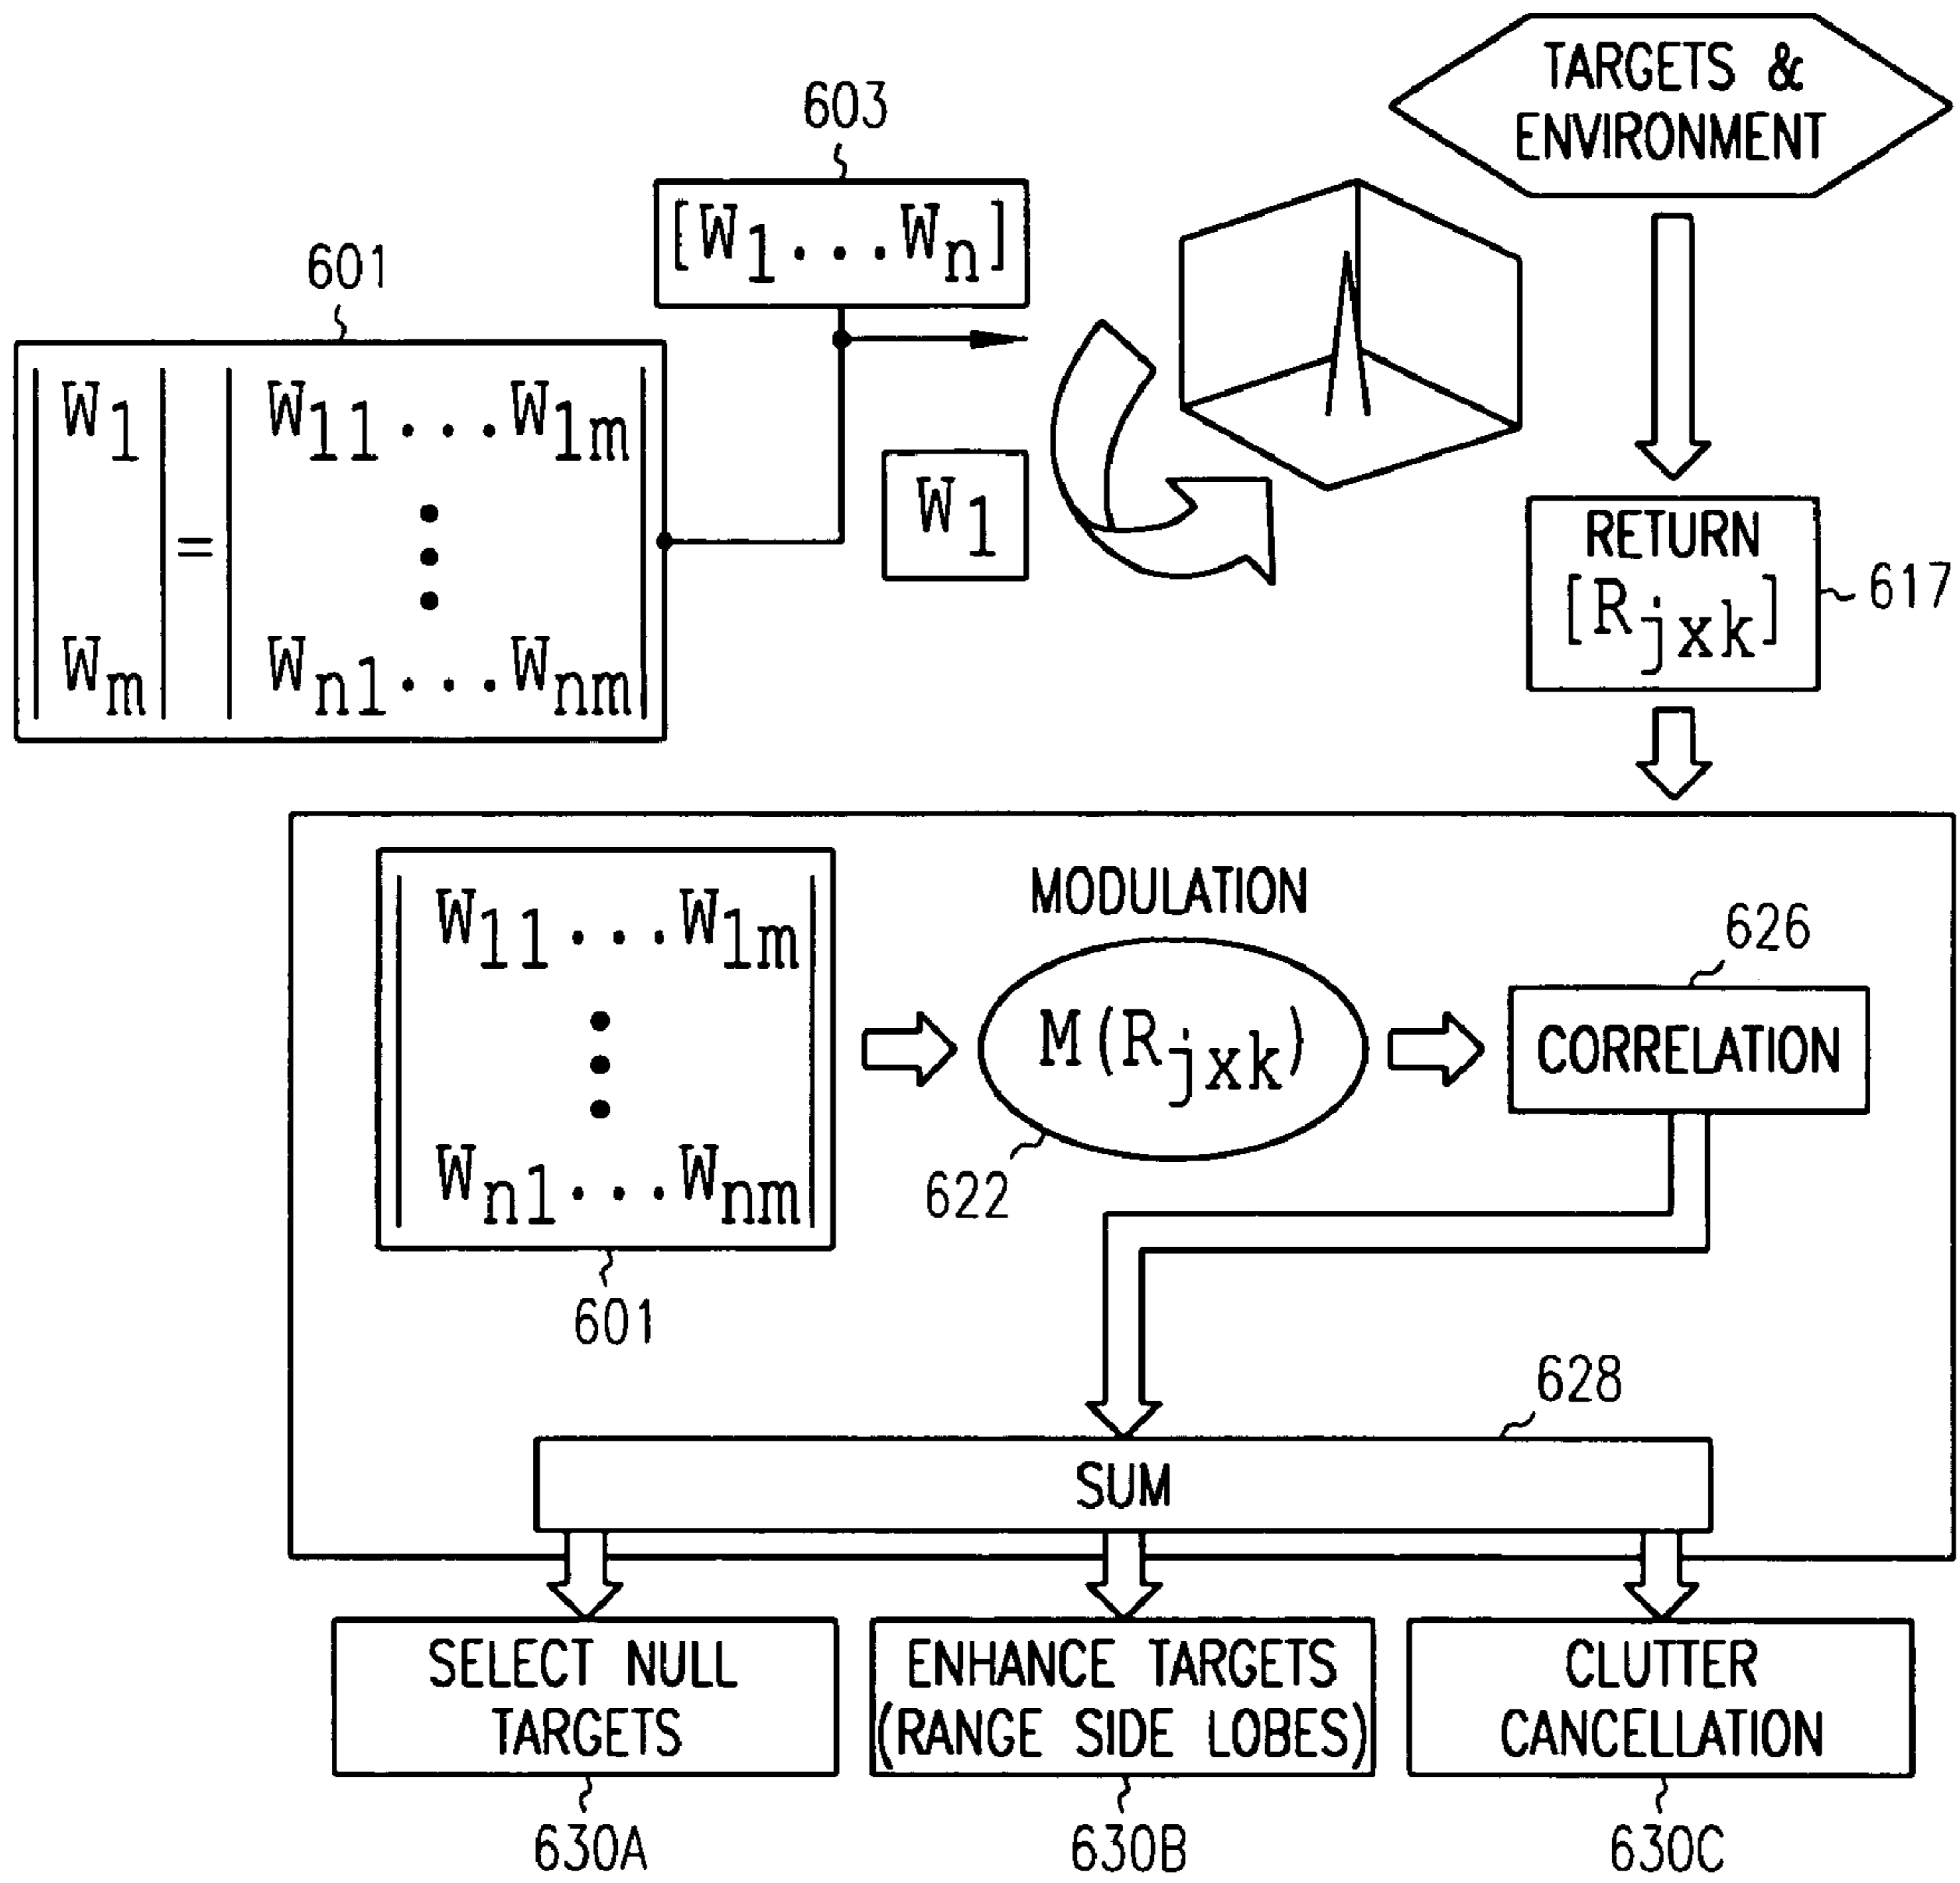 TARGETS &
ENVIRONMENT
603
[W1...Wn]
601
W1 = W11...W1m
Wm Wn1...Wnm
W1
RETURN
[Rjxk]
617
W11...W1m
Wn1...Wnm
601
MODULATION
M(Rjxk)
622
626
CORRELATION
628
SUM
SELECT NULL
TARGETS
630A
ENHANCE TARGETS
(RANGE SIDE LOBES)
630B
CLUTTER
CANCELLATION
630C